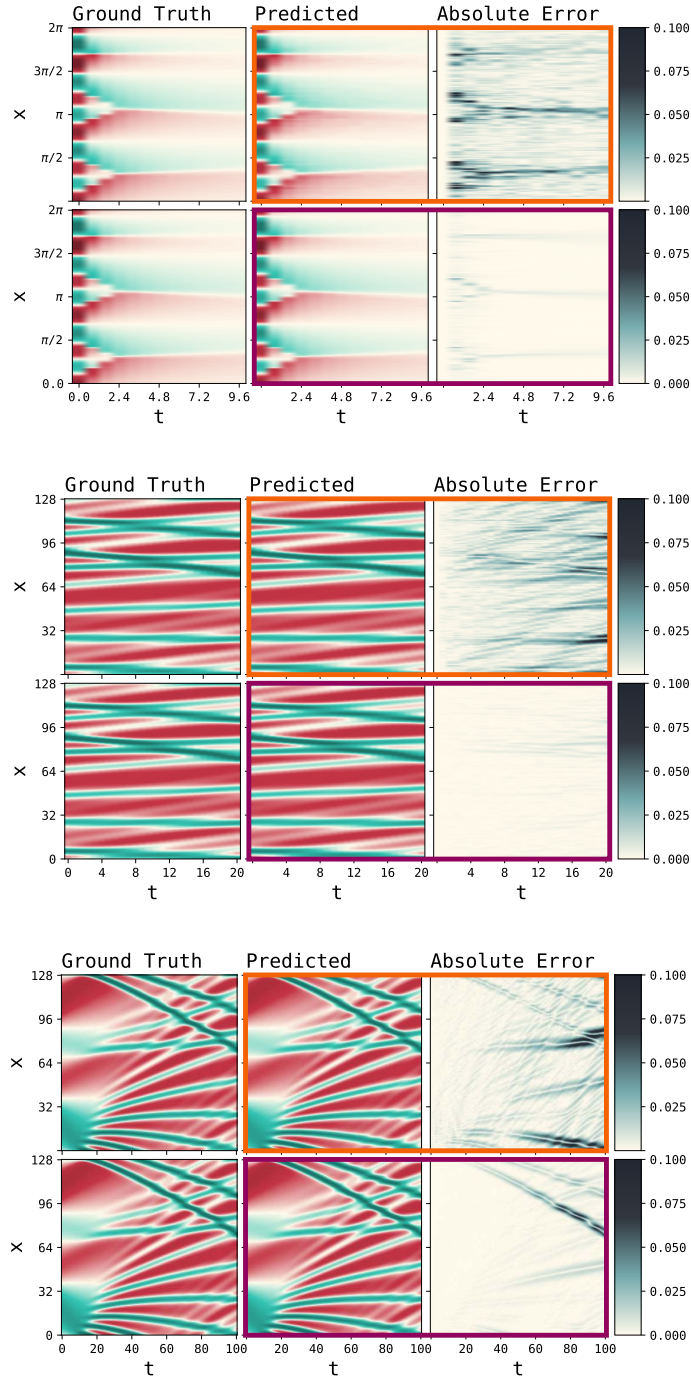 Ground Truth Predicted Absolute Error
2π 0.100
3π/2 0.075
x π 0.050
π/2 0.025
2π 0.100
3π/2 0.075
x π 0.050
π/2 0.025
0.0 0.000
0.0 2.4 4.8 7.2 9.6 2.4 4.8 7.2 9.6 2.4 4.8 7.2 9.6
t t t
Ground Truth Predicted Absolute Error
128 0.100
96 0.075
x 64 0.050
32 0.025
128 0.100
96 0.075
x 64 0.050
32 0.025
0 0.000
0 4 8 12 16 20 4 8 12 16 20 4 8 12 16 20
t t t
Ground Truth Predicted Absolute Error
128 0.100
96 0.075
x 64 0.050
32 0.025
128 0.100
96 0.075
x 64 0.050
32 0.025
0 0.000
0 20 40 60 80 100 20 40 60 80 100 20 40 60 80 100
t t t